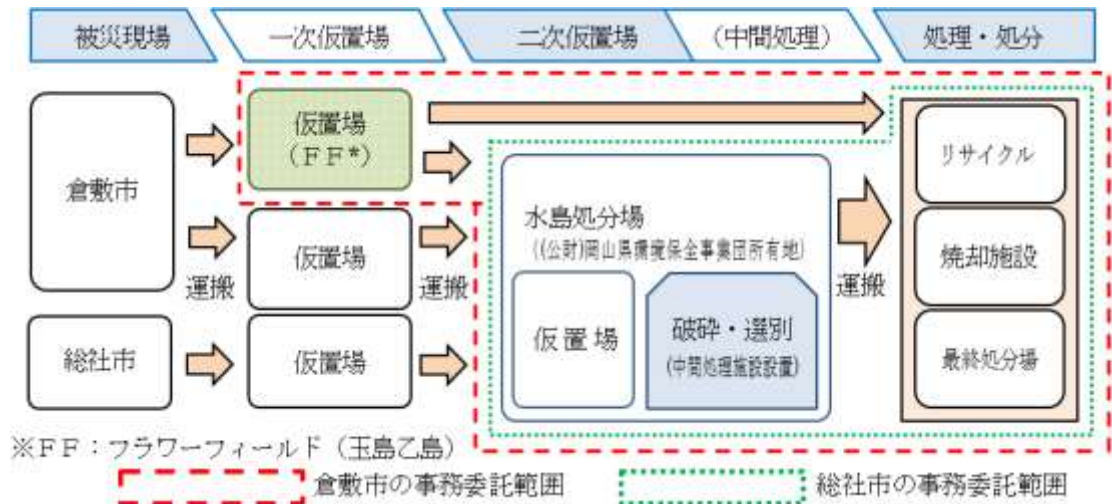 被災現場
一次仮置場
二次仮置場
(中間処理)
処理・処分
倉敷市
仮置場
(FF*)
リサイクル
水島処分場
((公財)岡山県環境保全事業団所有地)
仮置場
運搬
運搬
運搬
焼却施設
仮置場
破砕・選別
(中間処理施設設置)
総社市
仮置場
最終処分場
※FF:フラワーフィールド(玉島乙島)
倉敷市の事務委託範囲
総社市の事務委託範囲